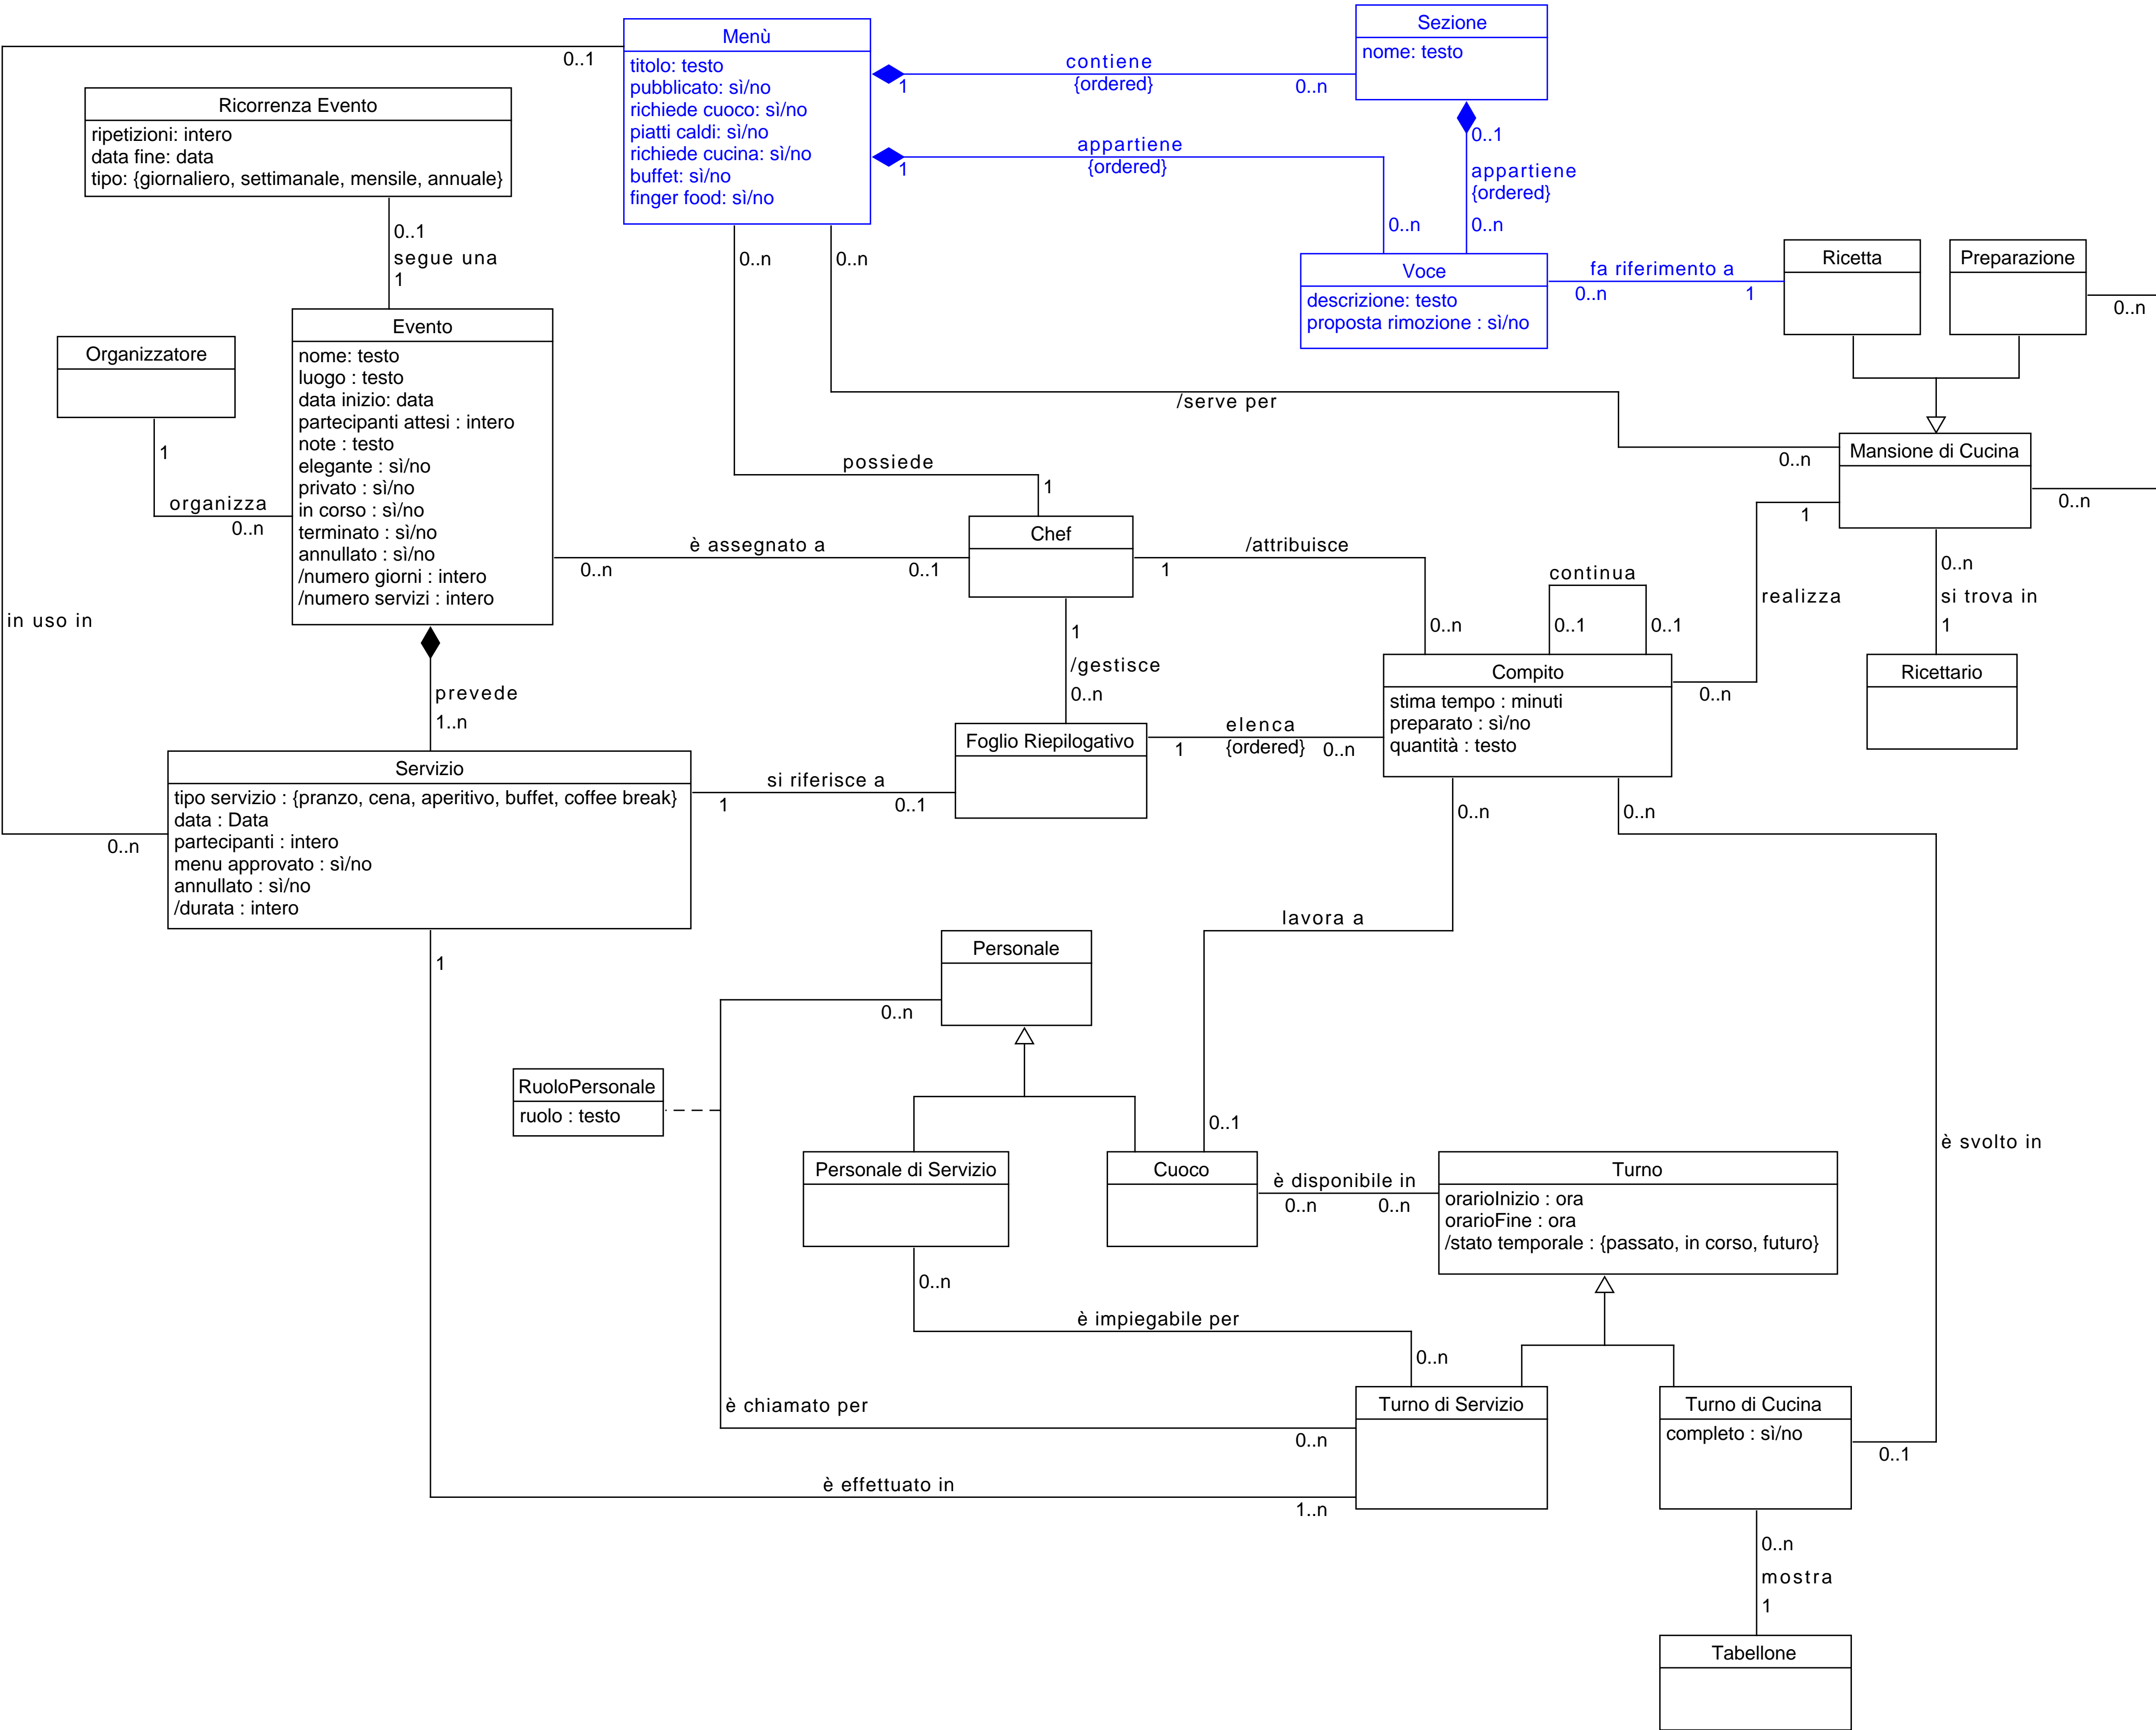 Menù
titolo: testo
pubblicato: sì/no
richiede cuoco: sì/no
piatti caldi: sì/no
richiede cucina: sì/no
buffet: sì/no
finger food: sì/no
Sezione
nome: testo
contiene
{ordered}
1
0..n
appartiene
{ordered}
1
0..n
0..1
appartiene
{ordered}
0..n
0..1
Ricorrenza Evento
ripetizioni: intero
data fine: data
tipo: {giornaliero, settimanale, mensile, annuale}
0..1
segue una
1
0..n
0..n
Voce
descrizione: testo
proposta rimozione : sì/no
fa riferimento a
0..n
1
Ricetta
Preparazione
0..n
Organizzatore
1
organizza
0..n
Evento
nome: testo
luogo : testo
data inizio: data
partecipanti attesi : intero
note : testo
elegante : sì/no
privato : sì/no
in corso : sì/no
terminato : sì/no
annullato : sì/no
/numero giorni : intero
/numero servizi : intero
/serve per
0..n
possiede
1
Mansione di Cucina
0..n
1
è assegnato a
0..n
0..1
Chef
/attribuisce
1
0..n
continua
0..1
0..1
realizza
0..n
0..n
si trova in
1
Ricettario
in uso in
0..n
1
/gestisce
0..n
prevede
1..n
Compito
stima tempo : minuti
preparato : sì/no
quantità : testo
Foglio Riepilogativo
elenca
{ordered}
1
0..n
Servizio
tipo servizio : {pranzo, cena, aperitivo, buffet, coffee break}
data : Data
partecipanti : intero
menu approvato : sì/no
annullato : sì/no
/durata : intero
si riferisce a
1
0..1
0..n
0..n
lavora a
0..1
1
Personale
0..n
RuoloPersonale
ruolo : testo
è svolto in
0..1
Personale di Servizio
Cuoco
è disponibile in
0..n
0..n
Turno
orarioInizio : ora
orarioFine : ora
/stato temporale : {passato, in corso, futuro}
0..n
è impiegabile per
0..n
è chiamato per
0..n
Turno di Servizio
Turno di Cucina
completo : sì/no
è effettuato in
1..n
0..n
mostra
1
Tabellone